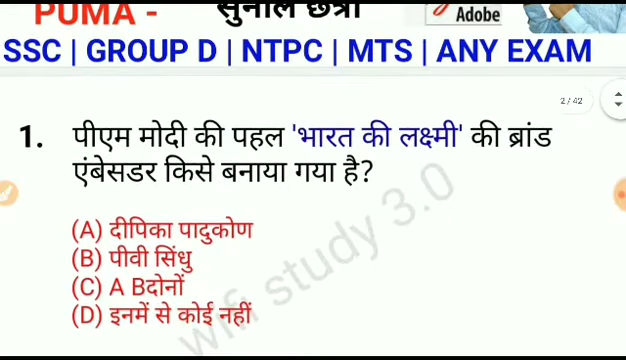 PUMA - सुनील छेत्री
Adobe
SSC | GROUP D | NTPC | MTS | ANY EXAM
2 / 42
1. पीएम मोदी की पहल 'भारत की लक्ष्मी' की ब्रांड
एंबेसडर किसे बनाया गया है?
(A) दीपिका पादुकोण
(B) पीवी सिंधु
(C) A Bदोनों
(D) इनमें से कोई नहीं
wifi study 3.0